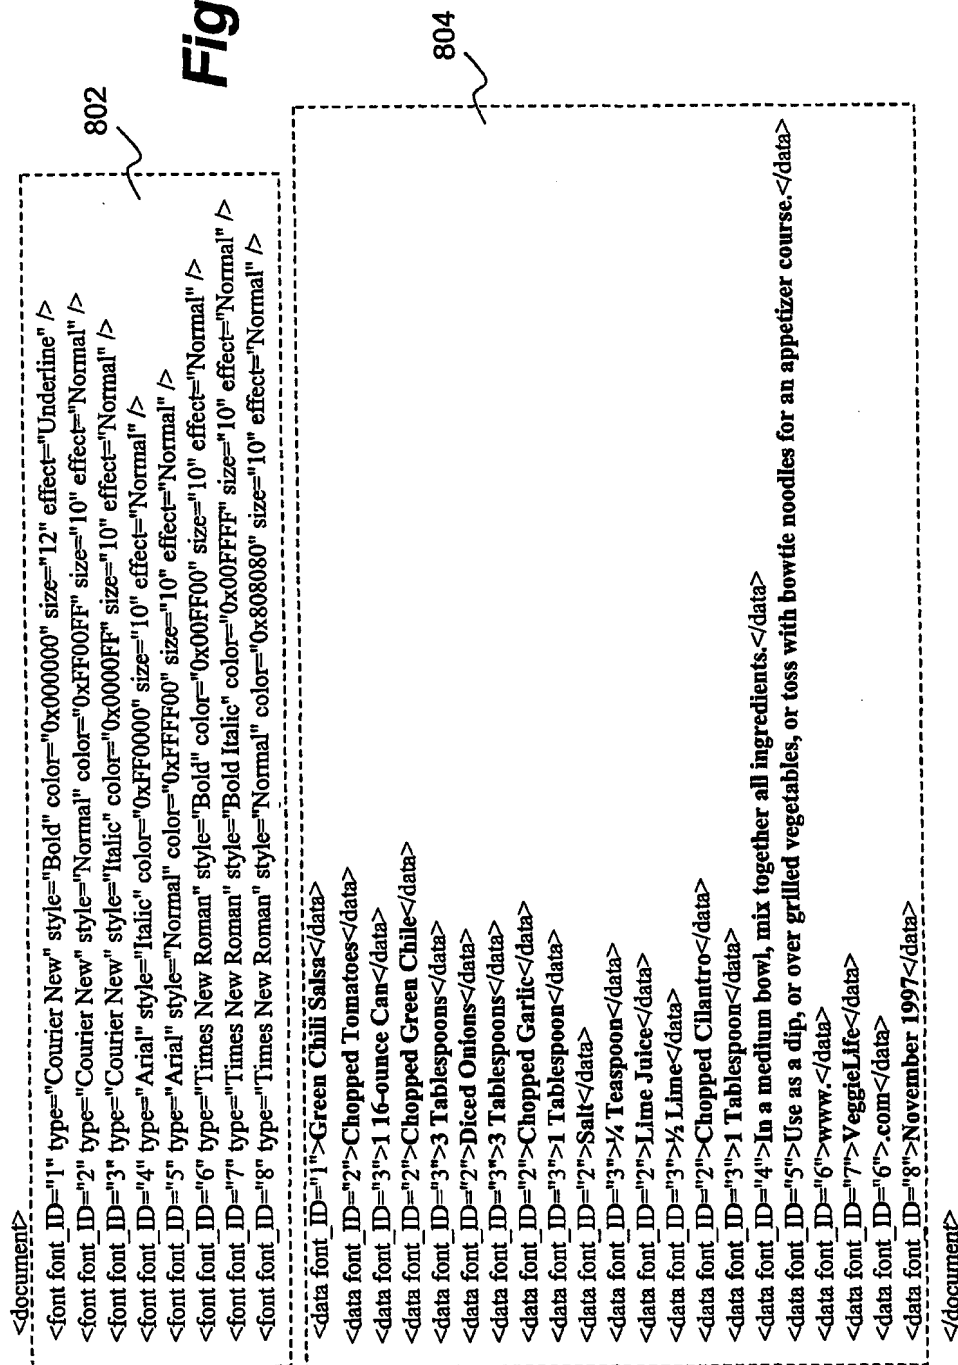 <document>
<font font_ID="1" type="Courier New" style="Bold" color="0x000000" size="12" effect="Underline" />
<font font_ID="2" type="Courier New" style="Normal" color="0xFF00FF" size="10" effect="Normal" />
<font font_ID="3" type="Courier New" style="Italic" color="0x0000FF" size="10" effect="Normal" />
<font font_ID="4" type="Arial" style="Italic" color="0xFF0000" size="10" effect="Normal" />
<font font_ID="5" type="Arial" style="Normal" color="0xFFFF00" size="10" effect="Normal" />
<font font_ID="6" type="Times New Roman" style="Bold" color="0x00FF00" size="10" effect="Normal" />
<font font_ID="7" type="Times New Roman" style="Bold Italic" color="0x00FFFF" size="10" effect="Normal" />
<font font_ID="8" type="Times New Roman" style="Normal" color="0x808080" size="10" effect="Normal" />
802
Fig
<data font_ID="1">Green Chili Salsa</data>
<data font_ID="2">Chopped Tomatoes</data>
<data font_ID="3">1 16-ounce Can</data>
<data font_ID="2">Chopped Green Chile</data>
<data font_ID="3">3 Tablespoons</data>
<data font_ID="2">Diced Onions</data>
<data font_ID="3">3 Tablespoons</data>
<data font_ID="2">Chopped Garlic</data>
<data font_ID="3">1 Tablespoon</data>
<data font_ID="2">Salt</data>
<data font_ID="3">¼ Teaspoon</data>
<data font_ID="2">Lime Juice</data>
<data font_ID="3">½ Lime</data>
<data font_ID="2">Chopped Cilantro</data>
<data font_ID="3">1 Tablespoon</data>
<data font_ID="4">In a medium bowl, mix together all ingredients.</data>
<data font_ID="5">Use as a dip, or over grilled vegetables, or toss with bowtie noodles for an appetizer course.</data>
<data font_ID="6">www.</data>
<data font_ID="7">VeggieLife</data>
<data font_ID="6">.com</data>
<data font_ID="8">November 1997</data>
804
</document>